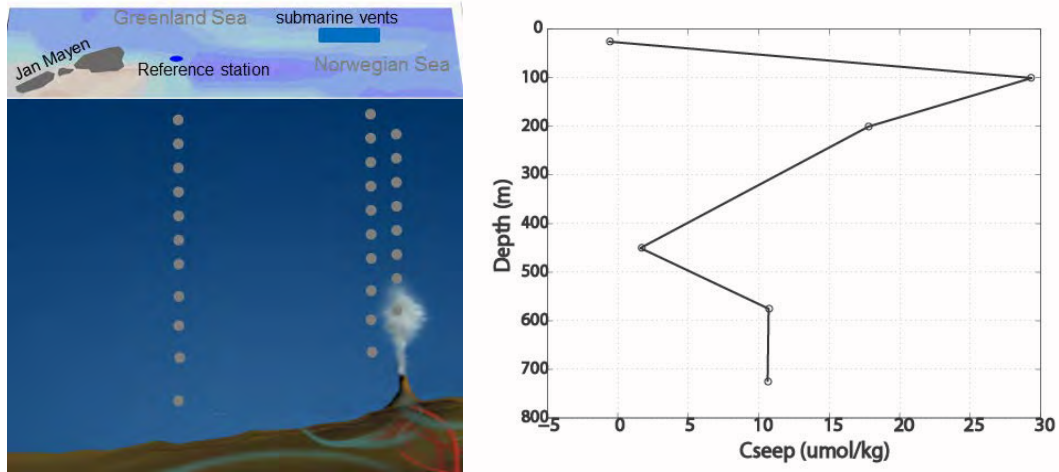 Greenland Sea
submarine vents
Jan Mayen
Reference station
Norwegian Sea
0
100
200
300
400
500
600
700
800
Depth (m)
-5
0
5
10
15
20
25
30
Cseep (umol/kg)